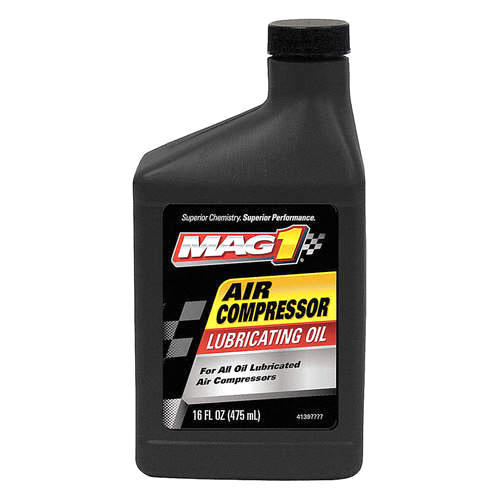 Superior Chemistry. Superior Performance.
MAG1
AIR
COMPRESSOR
LUBRICATING OIL
For All Oil Lubricated
Air Compressors
16 FL OZ (475 mL)
41397777